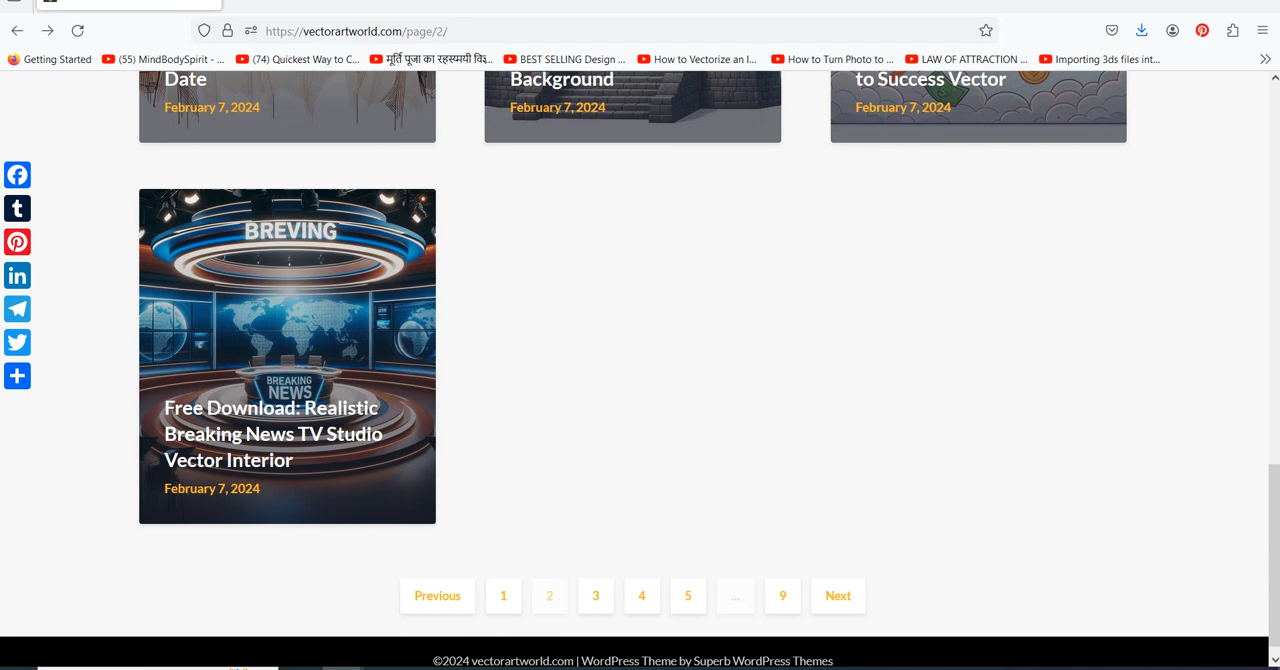 https://vectorartworld.com/page/2/
Getting Started
(55) MindBodySpirit - ...
(74) Quickest Way to C...
मूर्ति पूजा का रहस्मयी वि...
BEST SELLING Design ...
How to Vectorize an I...
How to Turn Photo to ...
LAW OF ATTRACTION ...
Importing 3ds files int...
Date
February 7, 2024
Background
February 7, 2024
to Success Vector
February 7, 2024
BREVING
BREAKING
NEWS
Free Download: Realistic
Breaking News TV Studio
Vector Interior
February 7, 2024
Previous 1 2 3 4 5 ... 9 Next
©2024 vectorartworld.com | WordPress Theme by Superb WordPress Themes